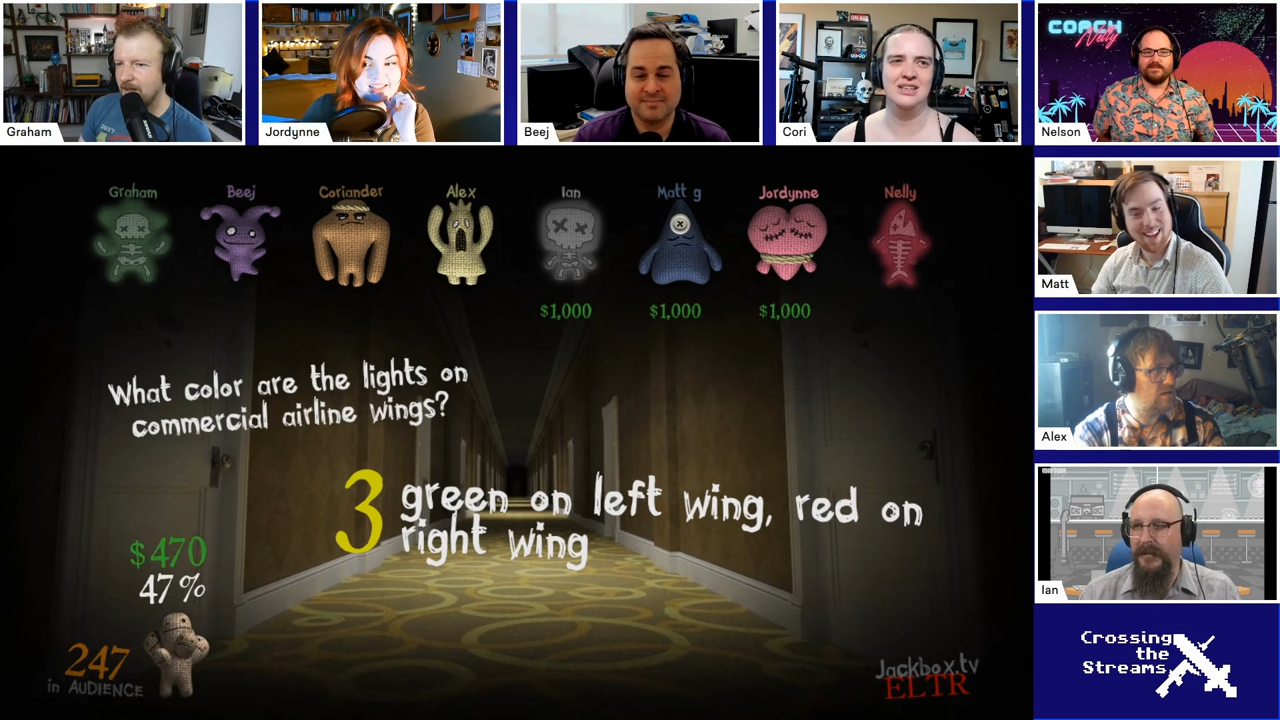 COACH
Nelly
ON AIR
Graham
Jordynne
Beej
Cori
Nelson
Graham
Beej
Coriander
Alex
Ian
Matt g
Jordynne
Nelly
$1,000
$1,000
$1,000
Matt
What color are the lights on
commercial airline wings?
Alex
3 green on left wing, red on
right wing
$470
47%
Ian
247
in AUDIENCE
Jackbox.tv
ELTR
Crossing
the
Streams